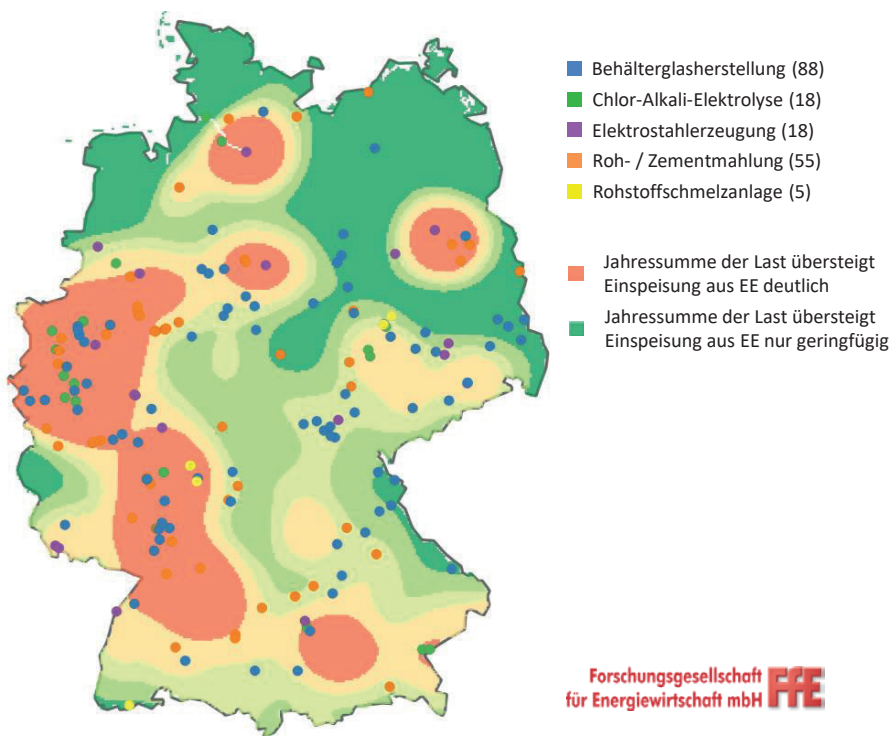 Behälterglasherstellung (88)
Chlor-Alkali-Elektrolyse (18)
Elektrostahlerzeugung (18)
Roh- / Zementmahlung (55)
Rohstoffschmelzanlage (5)
Jahressumme der Last übersteigt
Einspeisung aus EE deutlich
Jahressumme der Last übersteigt
Einspeisung aus EE nur geringfügig
Forschungsgesellschaft
für Energiewirtschaft mbH
FfE